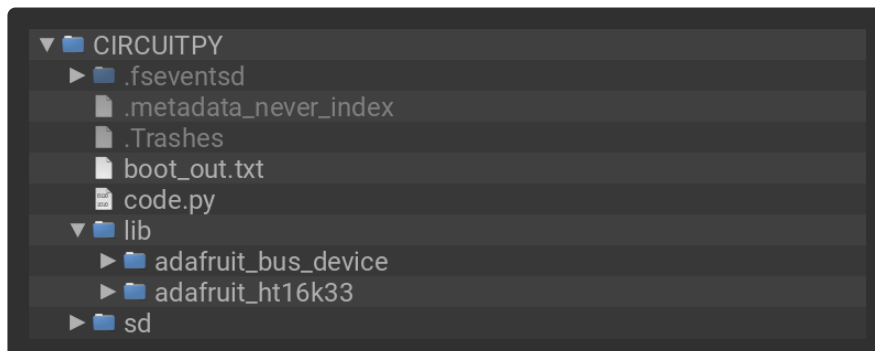 CIRCUITPY
.fseventsd
.metadata_never_index
.Trashes
boot_out.txt
code.py
lib
adafruit_bus_device
adafruit_ht16k33
sd